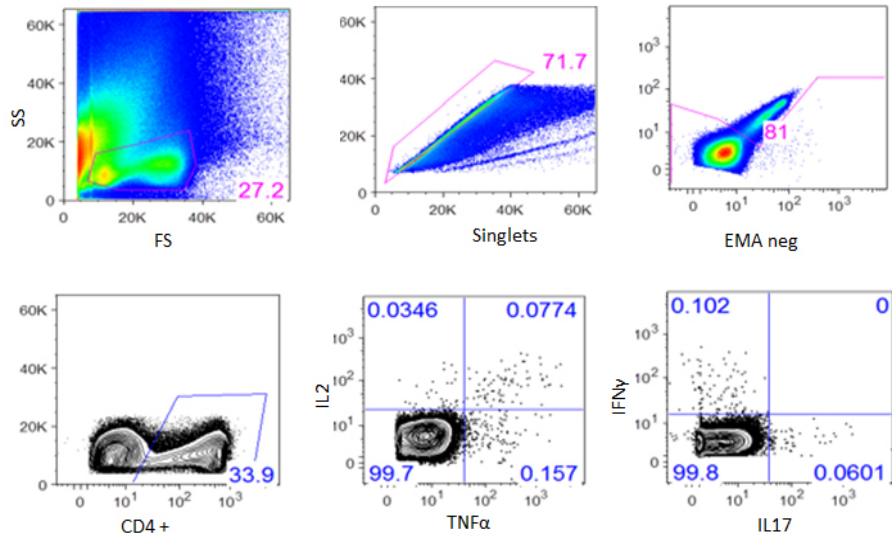 60K
40K
20K
0
SS
27.2
0 20K 40K 60K
FS
60K
40K
20K
0
71.7
0 20K 40K 60K
Singlets
10³
10²
10¹
0
81
0 10¹ 10² 10³
EMA neg
60K
40K
20K
0
33.9
0 10¹ 10² 10³
CD4 +
0.0346 0.0774
10³
10²
10¹
0
IL2
99.7 0.157
0 10¹ 10² 10³
TNFα
0.102 0
10³
10²
10¹
0
IFNγ
99.8 0.0601
0 10¹ 10² 10³
IL17